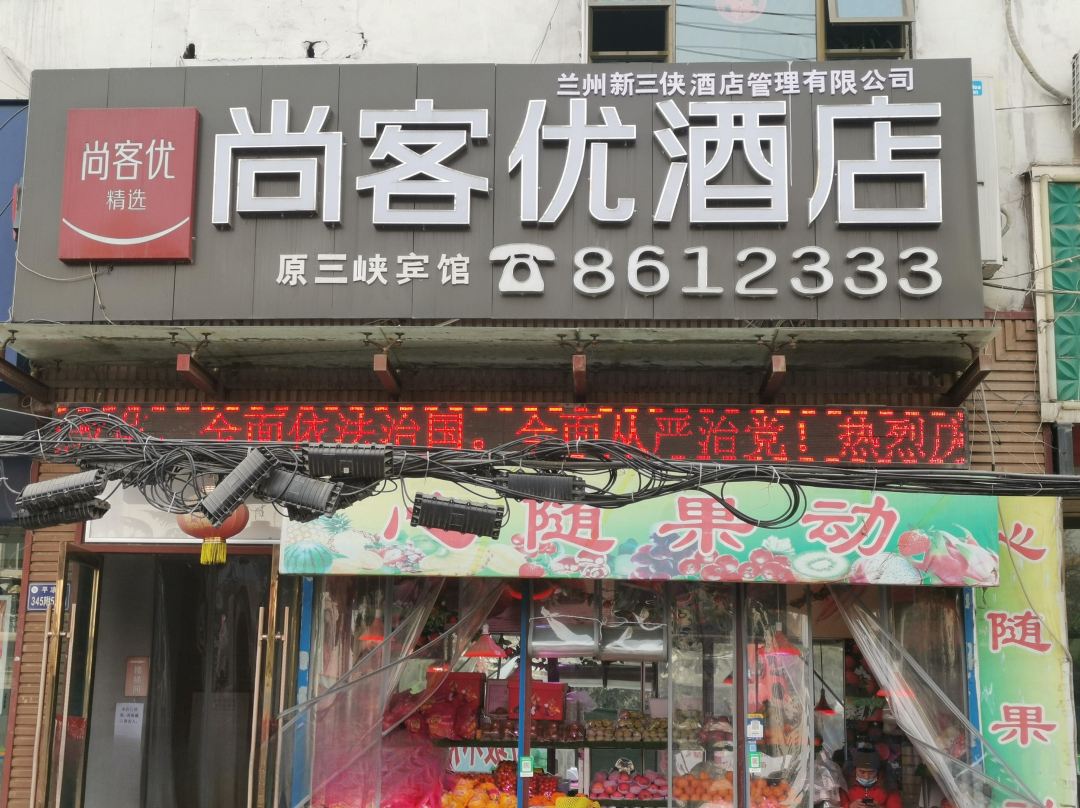 兰州新三侠酒店管理有限公司
尚客优
精选
尚客优酒店
原三峡宾馆 8612333
全面依法治国。全面从严治党！热烈庆
心随果动
心随果